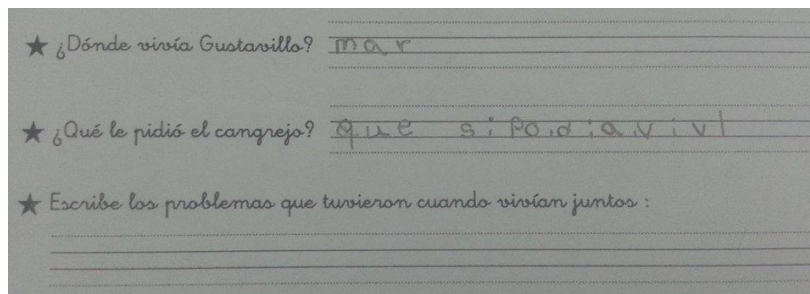 ★ ¿Dónde vivía Gustavillo? mar
★ ¿Qué le pidió el cangrejo? que si podia vivi
★ Escribe los problemas que tuvieron cuando vivían juntos :